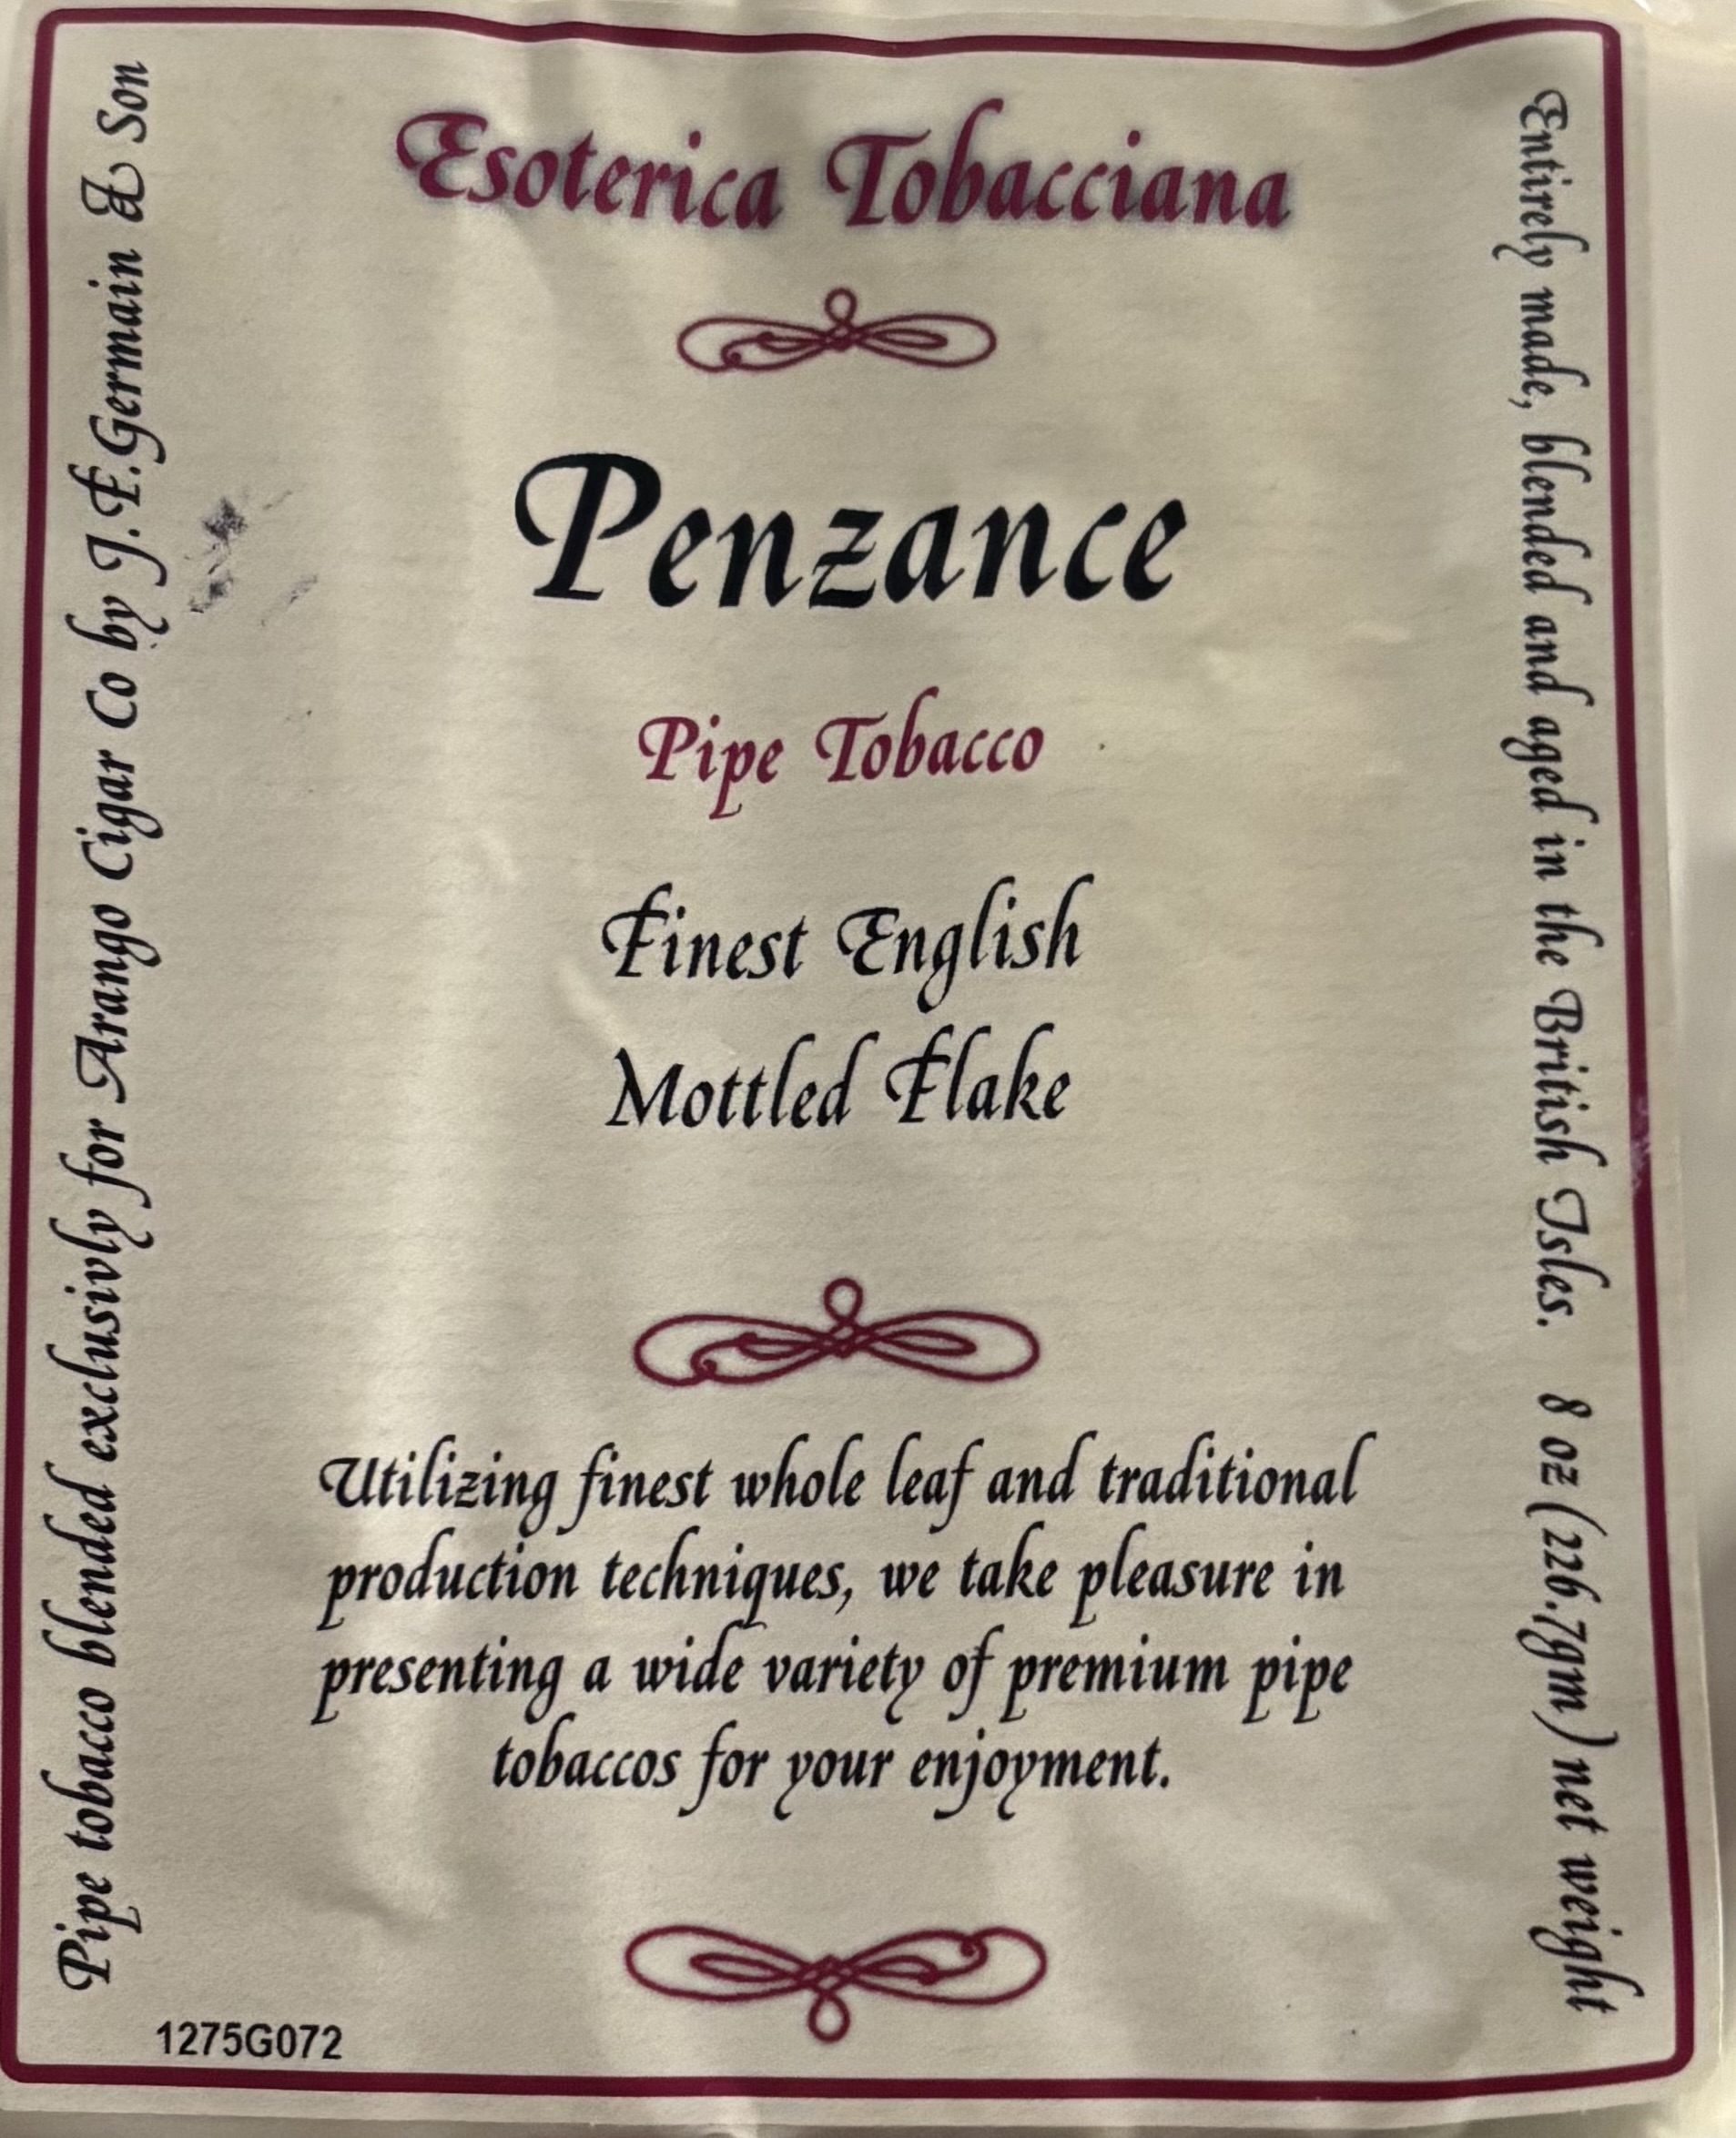 Esoterica Tobacciana
Penzance
Pipe Tobacco
Finest English
Mottled Flake
Utilizing finest whole leaf and traditional
production techniques, we take pleasure in
presenting a wide variety of premium pipe
tobaccos for your enjoyment.
Pipe tobacco blended exclusivly for Arango Cigar Co by J.F.Germain & Son
Entirely made, blended and aged in the British Isles. 8 oz (226.7gm) net weight
1275G072